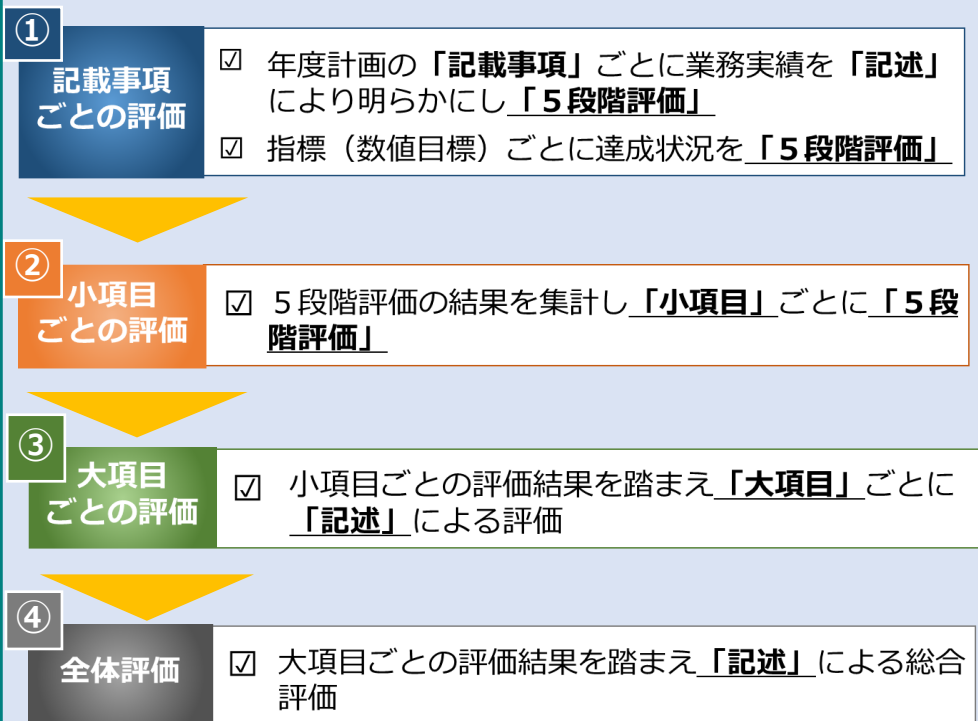 ①
記載事項
ごとの評価
☑ 年度計画の「記載事項」ごとに業務実績を「記述」
により明らかにし「５段階評価」
☑ 指標（数値目標）ごとに達成状況を「５段階評価」
②
小項目
ごとの評価
☑ ５段階評価の結果を集計し「小項目」ごとに「５段
階評価」
③
大項目
ごとの評価
☑ 小項目ごとの評価結果を踏まえ「大項目」ごとに
「記述」による評価
④
全体評価
☑ 大項目ごとの評価結果を踏まえ「記述」による総合
評価